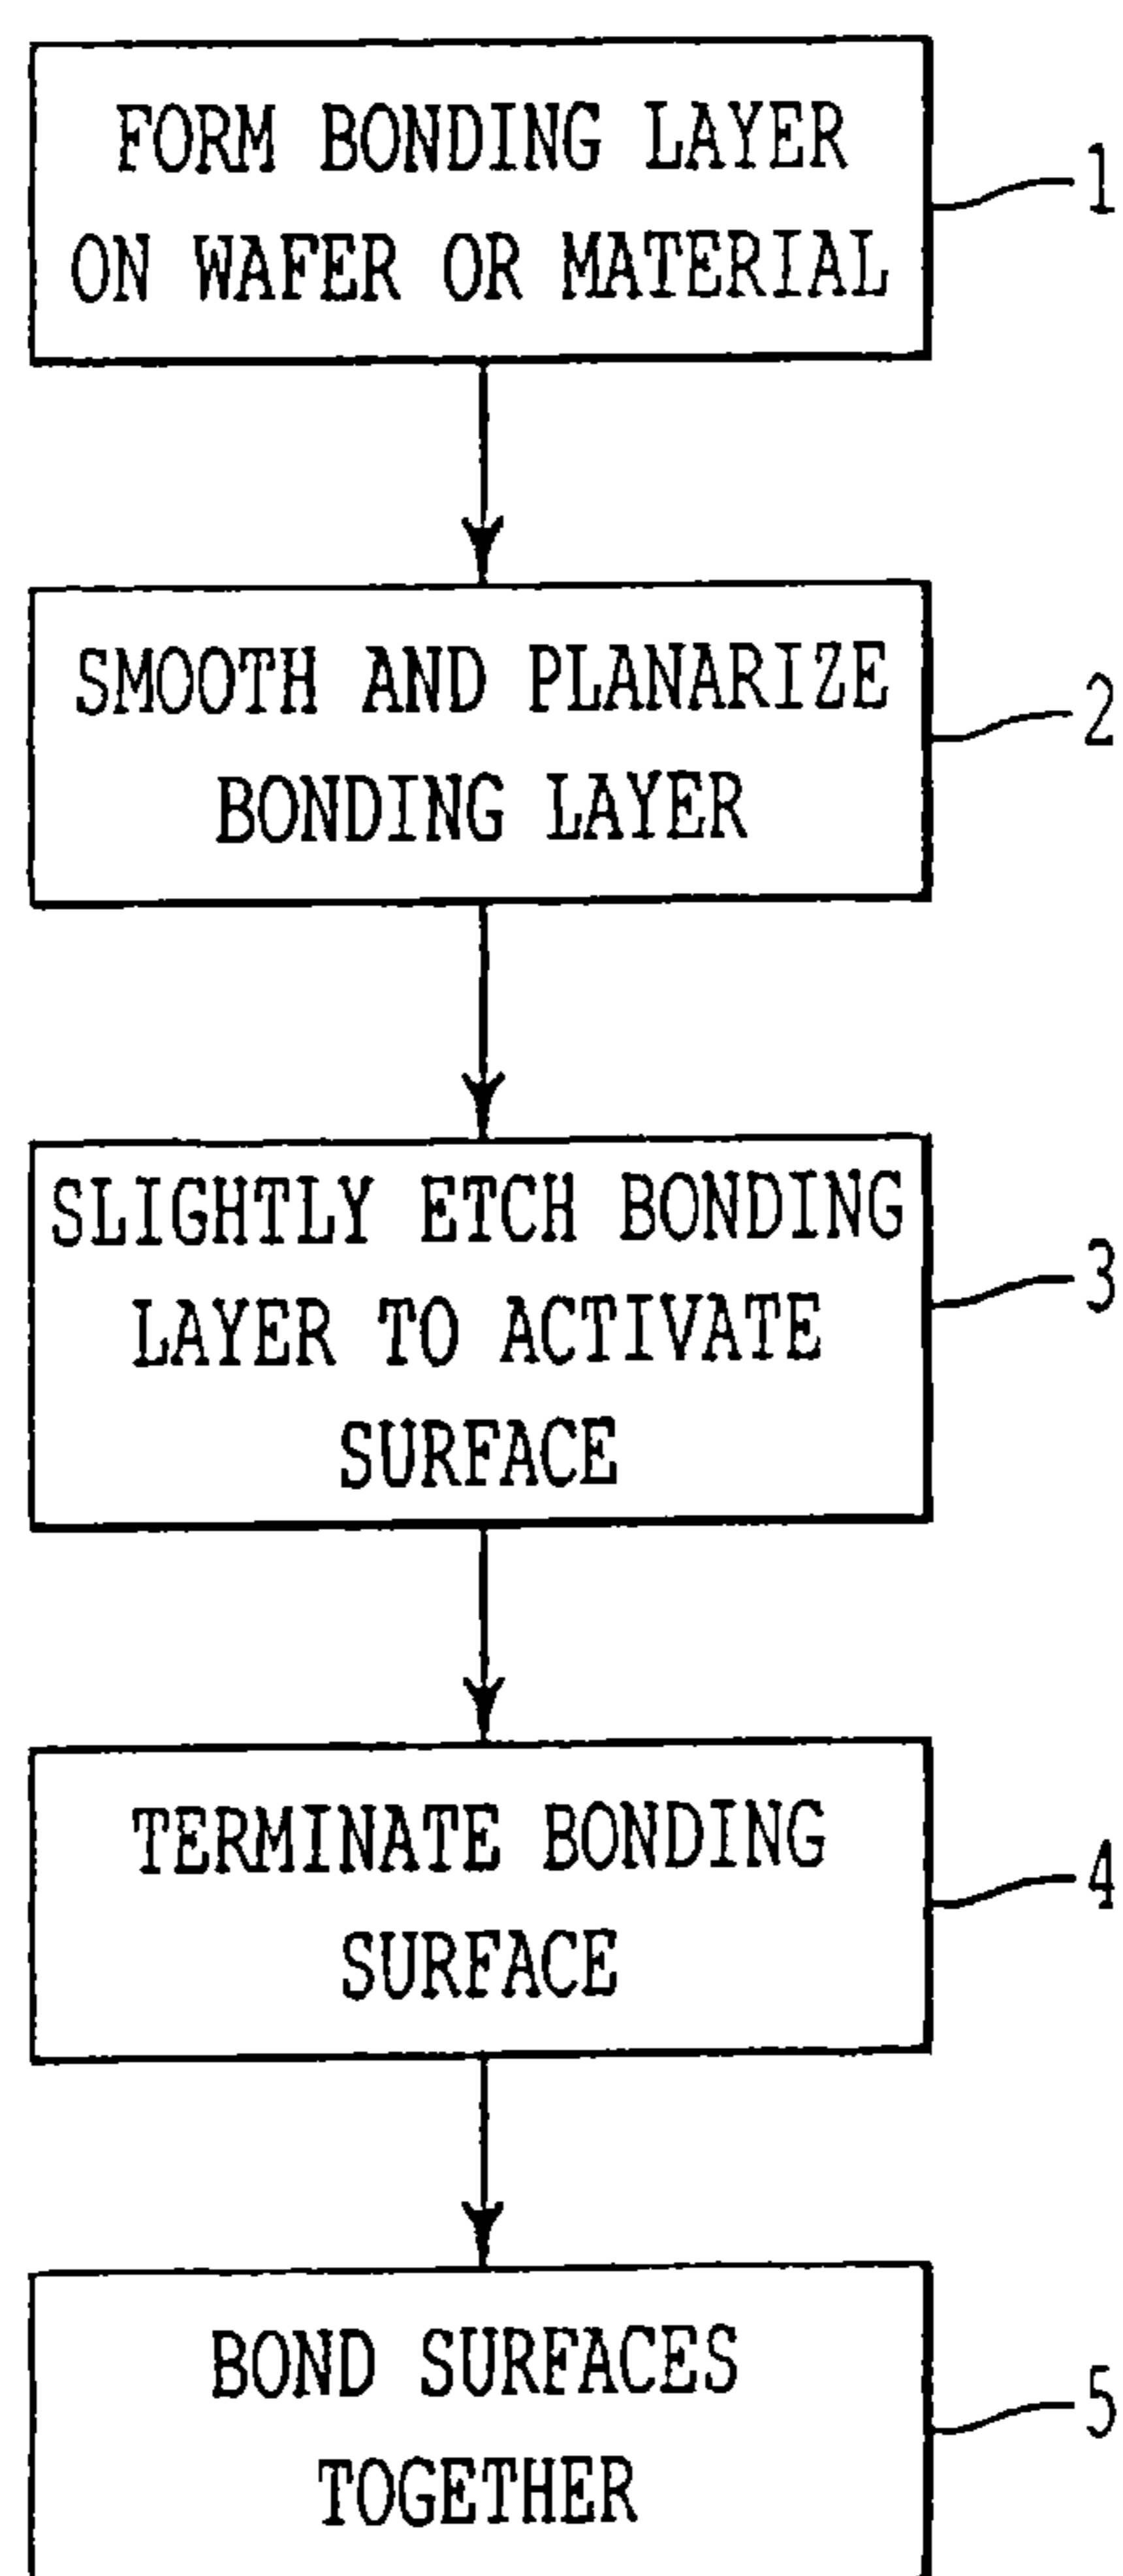 FORM BONDING LAYER
ON WAFER OR MATERIAL
1
SMOOTH AND PLANARIZE
BONDING LAYER
2
SLIGHTLY ETCH BONDING
LAYER TO ACTIVATE
SURFACE
3
TERMINATE BONDING
SURFACE
4
BOND SURFACES
TOGETHER
5